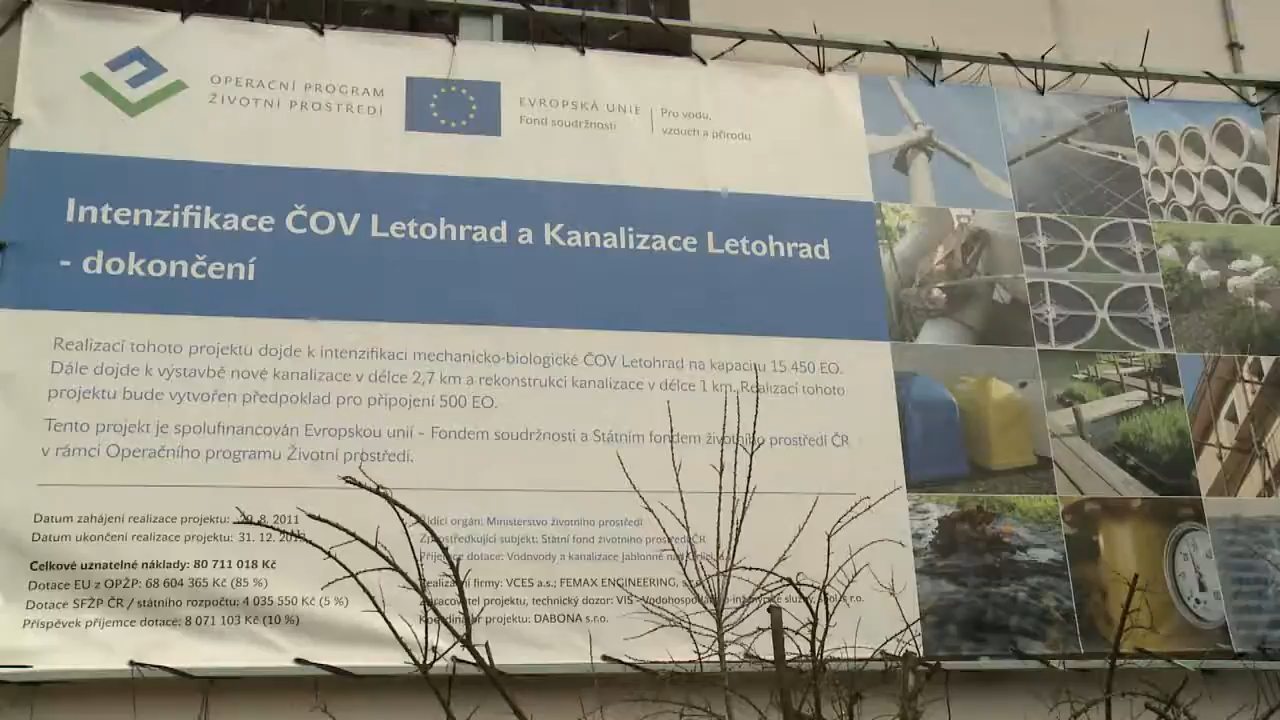 OPERAČNÍ PROGRAM
ŽIVOTNÍ PROSTŘEDÍ
EVROPSKÁ UNIE
Fond soudržnosti
Pro vodu,
vzduch a přírodu
Intenzifikace ČOV Letohrad a Kanalizace Letohrad
- dokončení
Realizací tohoto projektu dojde k intenzifikaci mechanicko-biologické ČOV Letohrad na kapacitu 15 450 EO.
Dále dojde k výstavbě nové kanalizace v délce 2,7 km a rekonstrukci kanalizace v délce 1 km. Realizací tohoto
projektu bude vytvořen předpoklad pro připojení 500 EO.
Tento projekt je spolufinancován Evropskou unií – Fondem soudržnosti a Státním fondem životního prostředí ČR
v rámci Operačního programu Životní prostředí.
Datum zahájení realizace projektu: 8. 2011
Datum ukončení realizace projektu: 31. 12.
Celkové uznatelné náklady: 80 711 018 Kč
Dotace EU z OPŽP: 68 604 365 Kč (85 %)
Dotace SFŽP ČR / státního rozpočtu: 4 035 550 Kč (5 %)
Příspěvek příjemce dotace: 8 071 103 Kč (10 %)
Řídící orgán: Ministerstvo životního prostředí
Zprostředkující subjekt: Státní fond životního prostředí ČR
Příjemce dotace: Vodovody a kanalizace Jablonné nad
Realizační firmy: VCES a.s.; FEMAX ENGINEERING,
Zpracovatel projektu, technický dozor: VIS - Vodohospodářsko-inženýrské služby, spol. s r.o.
Koordinátor projektu: DABONA s.r.o.